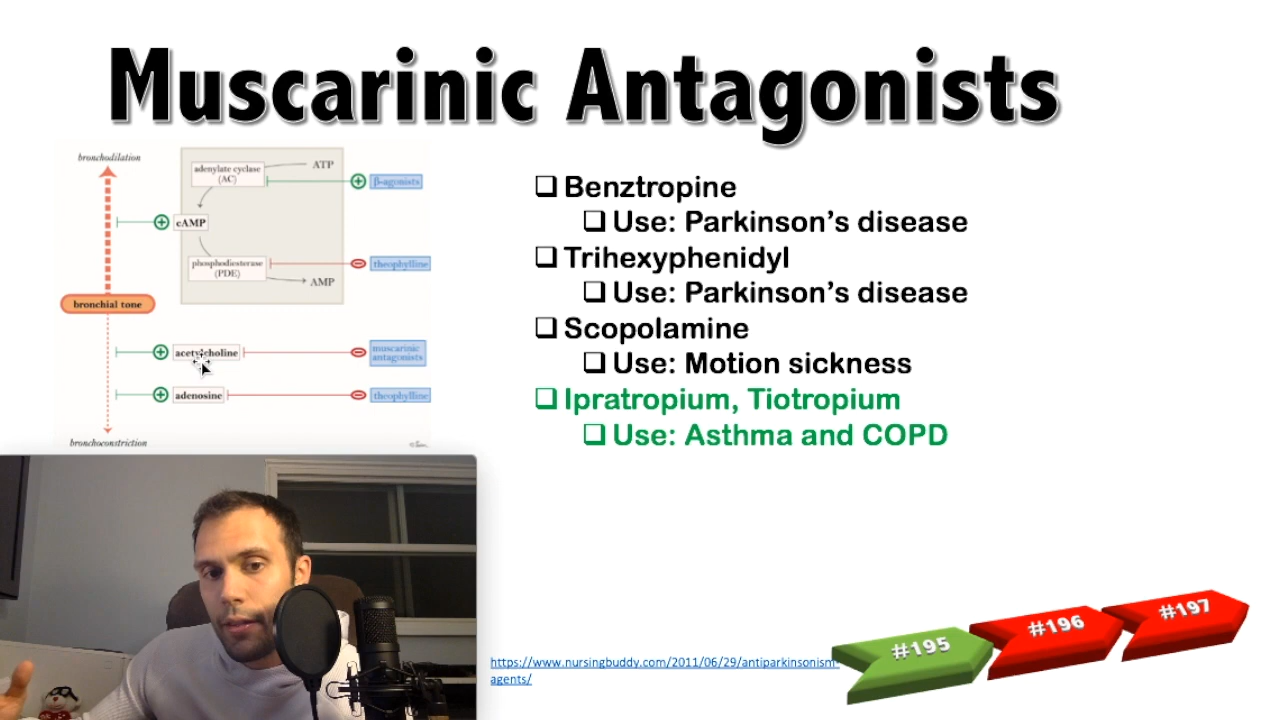 Muscarinic Antagonists
bronchodilation
adenylate cyclase
(AC)
ATP
β-agonists
cAMP
phosphodiesterase
(PDE)
theophylline
AMP
bronchial tone
acetylcholine
muscarinic
antagonists
adenosine
theophylline
bronchoconstriction
Benztropine
Use: Parkinson’s disease
Trihexyphenidyl
Use: Parkinson’s disease
Scopolamine
Use: Motion sickness
Ipratropium, Tiotropium
Use: Asthma and COPD
https://www.nursingbuddy.com/2011/06/29/antiparkinsonism-
agents/
#195
#196
#197